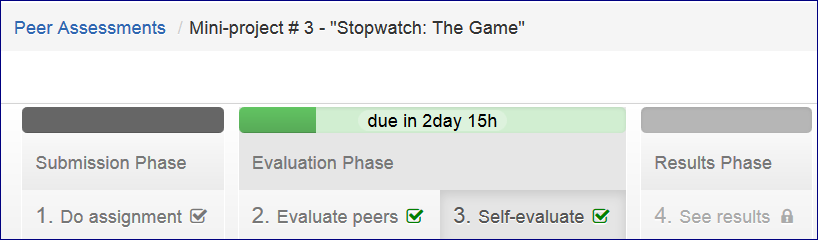 Peer Assessments / Mini-project # 3 - "Stopwatch: The Game"
due in 2day 15h
Submission Phase Evaluation Phase Results Phase
1. Do assignment 2. Evaluate peers 3. Self-evaluate 4. See results